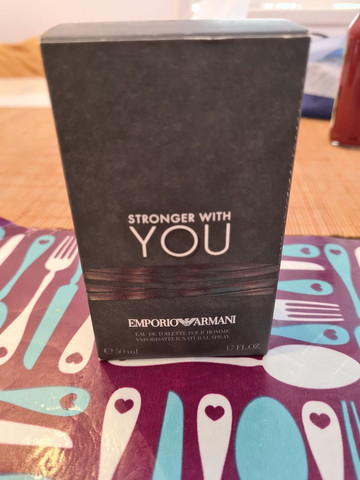 STRONGER WITH
YOU
EMPORIO ARMANI
EAU DE TOILETTE POUR HOMME
VAPORISATEUR NATURAL SPRAY
e 50 ml 1.7 FL.OZ.